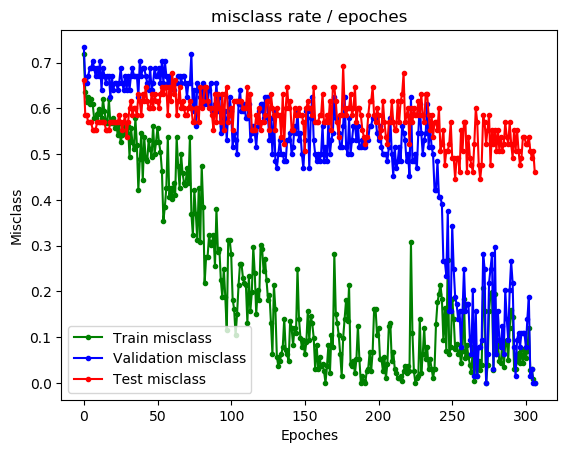 misclass rate / epoches
Misclass
0.7
0.6
0.5
0.4
0.3
0.2
0.1
0.0
Train misclass
Validation misclass
Test misclass
0
50
100
150
200
250
300
Epoches